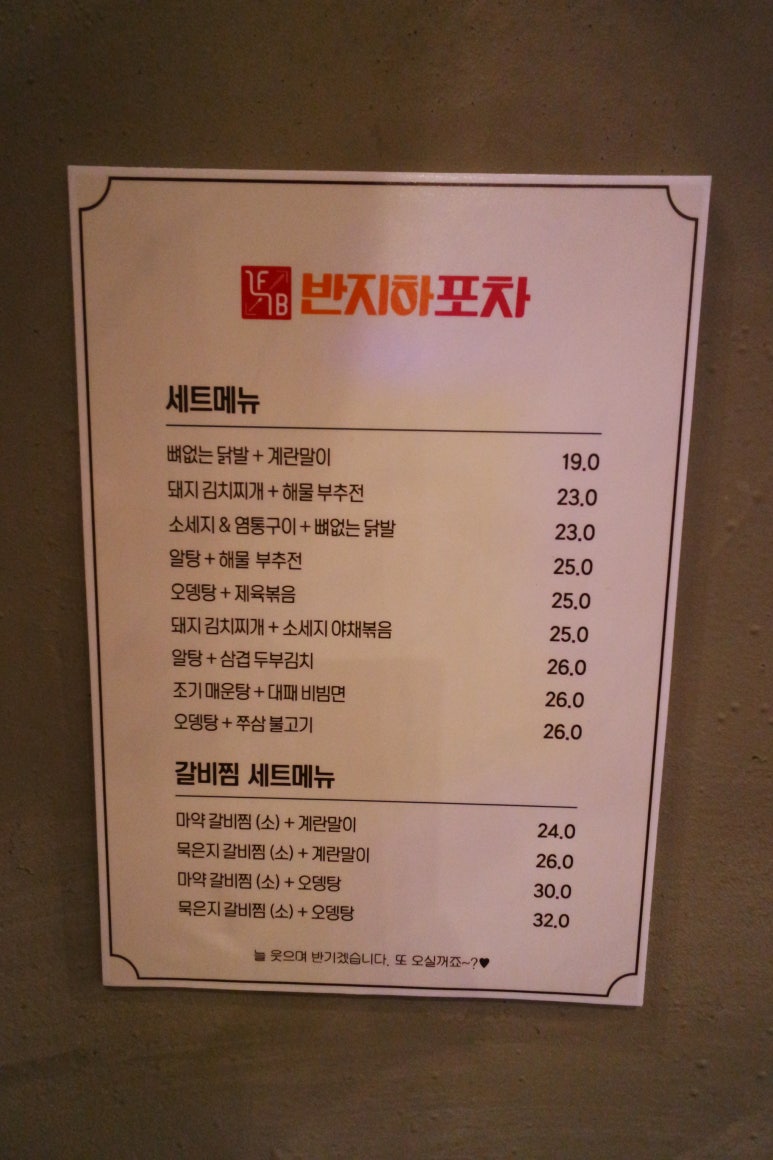 LF
7B
반지하포차
세트메뉴
뼈없는 닭발 + 계란말이 19.0
돼지 김치찌개 + 해물 부추전 23.0
소세지 & 염통구이 + 뼈없는 닭발 23.0
알탕 + 해물 부추전 25.0
오뎅탕 + 제육볶음 25.0
돼지 김치찌개 + 소세지 야채볶음 25.0
알탕 + 삼겹 두부김치 26.0
조기 매운탕 + 대패 비빔면 26.0
오뎅탕 + 쭈삼 불고기 26.0
갈비찜 세트메뉴
마약 갈비찜 (소) + 계란말이 24.0
묵은지 갈비찜 (소) + 계란말이 26.0
마약 갈비찜 (소) + 오뎅탕 30.0
묵은지 갈비찜 (소) + 오뎅탕 32.0
늘 웃으며 반기겠습니다. 또 오실꺼죠~?♥